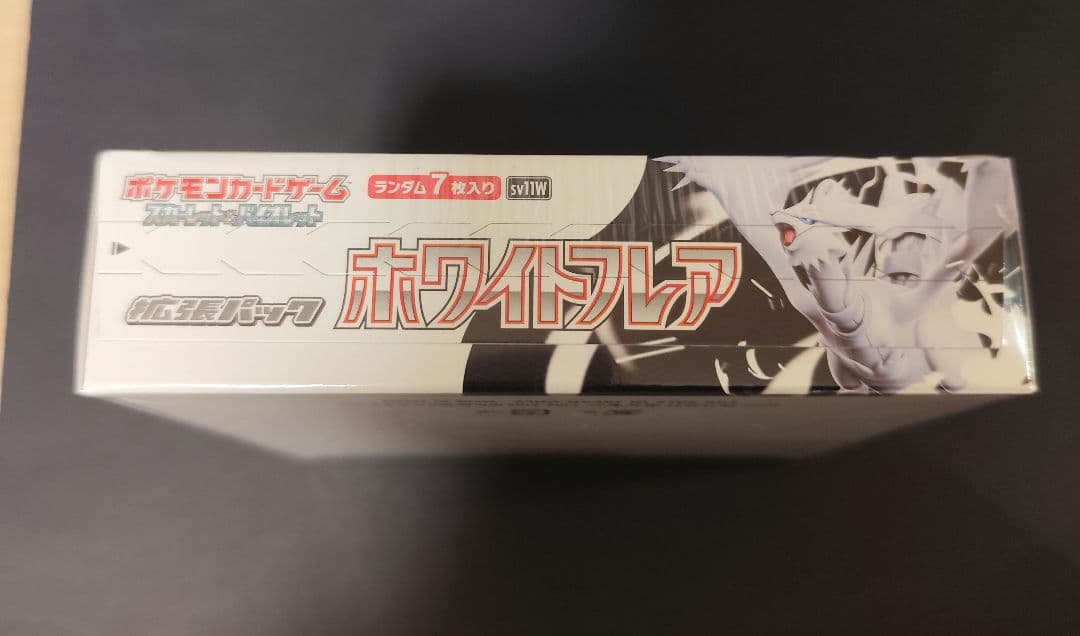 ポケモンカードゲーム
スカーレット&バイオレット
ランダム7枚入り
sv11W
拡張パック
ホワイトフレア